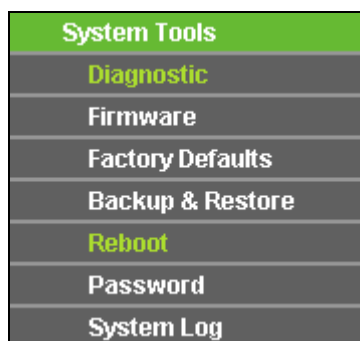 System Tools
Diagnostic
Firmware
Factory Defaults
Backup & Restore
Reboot
Password
System Log